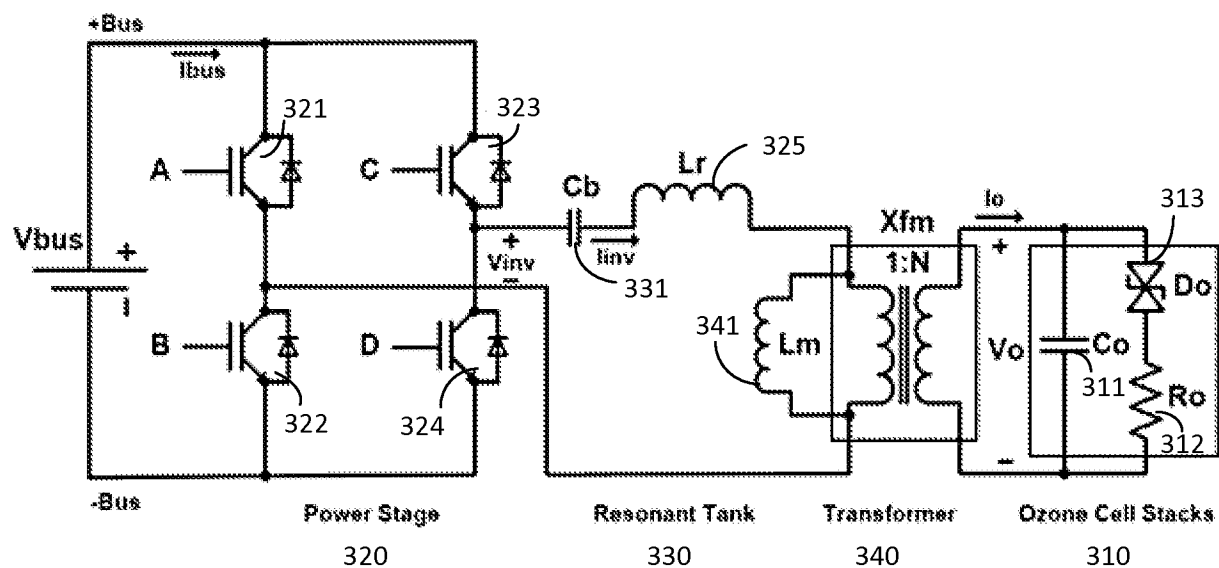 +Bus
Ibus
321
323
A
C
Cb
Lr
325
Vbus
+
+
Vinv
-
Iinv
331
Xfm
1:N
Io
+
313
Do
B
D
341
Lm
Vo
Co
311
Ro
322
324
312
-
-Bus
Power Stage
Resonant Tank
Transformer
Ozone Cell Stacks
320
330
340
310